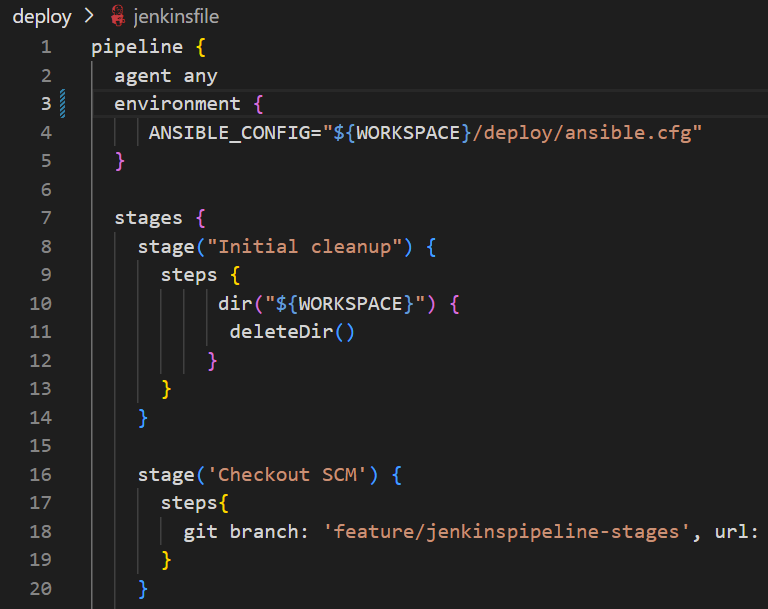 deploy > jenkinsfile
1 pipeline {
2 agent any
3 environment {
4 ANSIBLE_CONFIG="${WORKSPACE}/deploy/ansible.cfg"
5 }
6
7 stages {
8 stage("Initial cleanup") {
9 steps {
10 dir("${WORKSPACE}") {
11 deleteDir()
12 }
13 }
14 }
15
16 stage('Checkout SCM') {
17 steps{
18 git branch: 'feature/jenkinspipeline-stages', url:
19 }
20 }